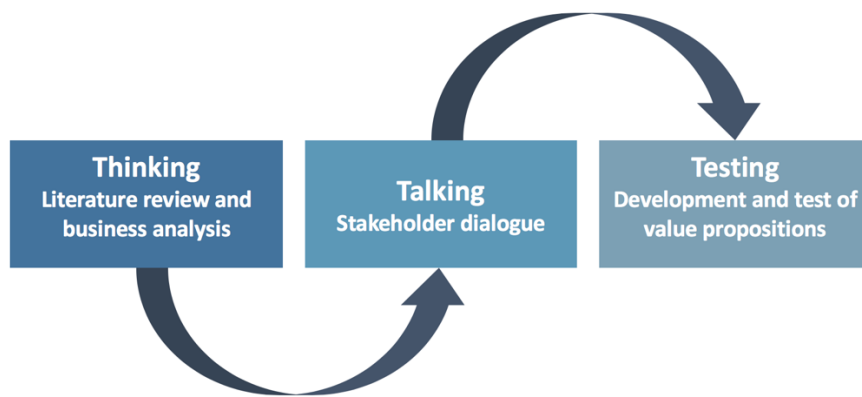 Thinking
Literature review and
business analysis
Talking
Stakeholder dialogue
Testing
Development and test of
value propositions